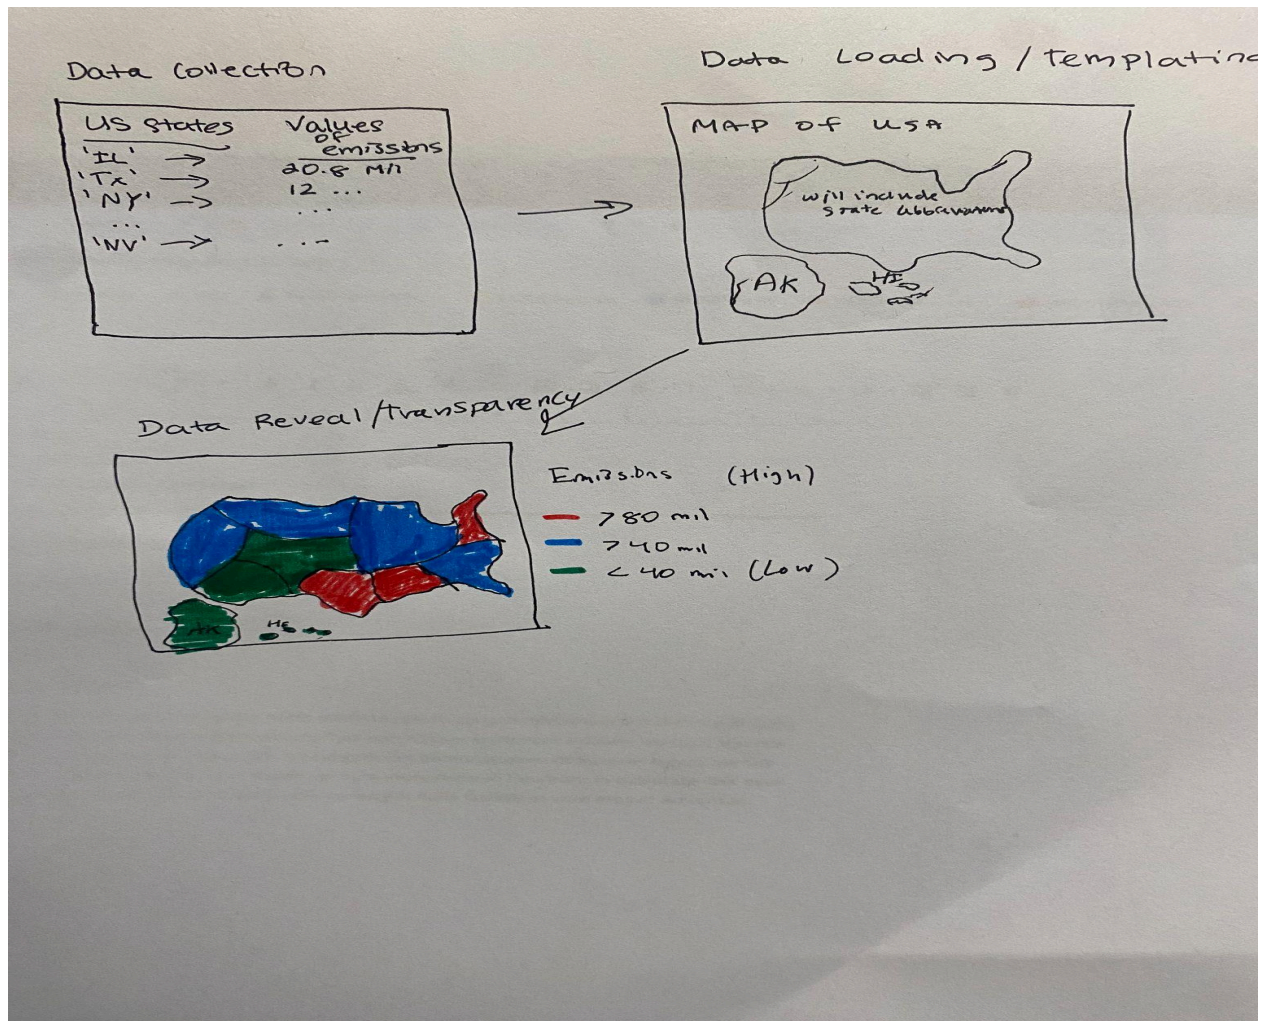 Data Collection
US States
Values
of
emissions
'IL' → 20.8 Mil
'TX' → 12 ...
'NY' → ...
...
'NV' → ...
Data Loading / Templating
MAP OF USA
will include
state abbreviations
AK
HI
Data Reveal/Transparency
AK
HI
Emissions (High)
>80 mil
>40 mil
<40 mil (Low)